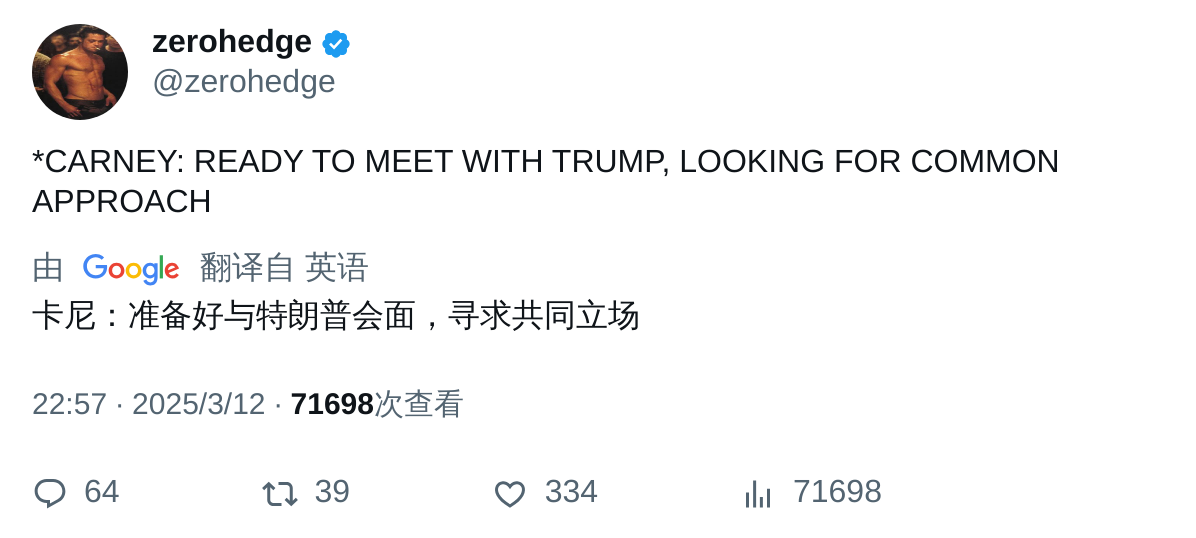 zerohedge
@zerohedge
*CARNEY: READY TO MEET WITH TRUMP, LOOKING FOR COMMON
APPROACH
由 Google 翻译自 英语
卡尼：准备好与特朗普会面，寻求共同立场
22:57 · 2025/3/12 · 71698次查看
64 39 334 71698